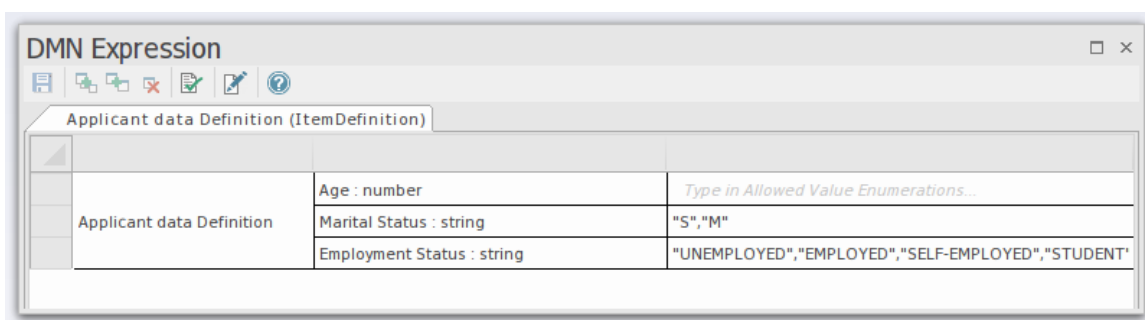 DMN Expression
Applicant data Definition (ItemDefinition)
Age : number
Type in Allowed Value Enumerations...
Applicant data Definition
Marital Status : string
"S","M"
Employment Status : string
"UNEMPLOYED","EMPLOYED","SELF-EMPLOYED","STUDENT'